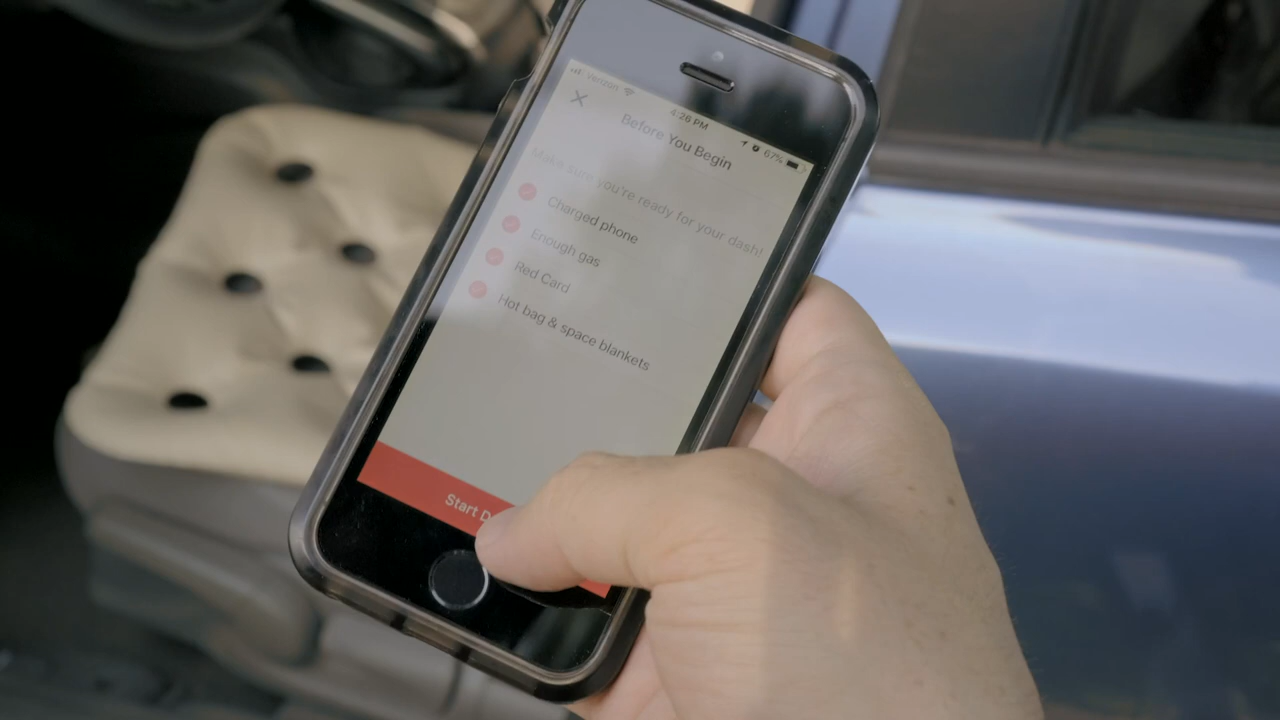 Verizon
4:26 PM
67%
Before You Begin
Make sure you're ready for your dash!
Charged phone
Enough gas
Red Card
Hot bag & space blankets
Start D